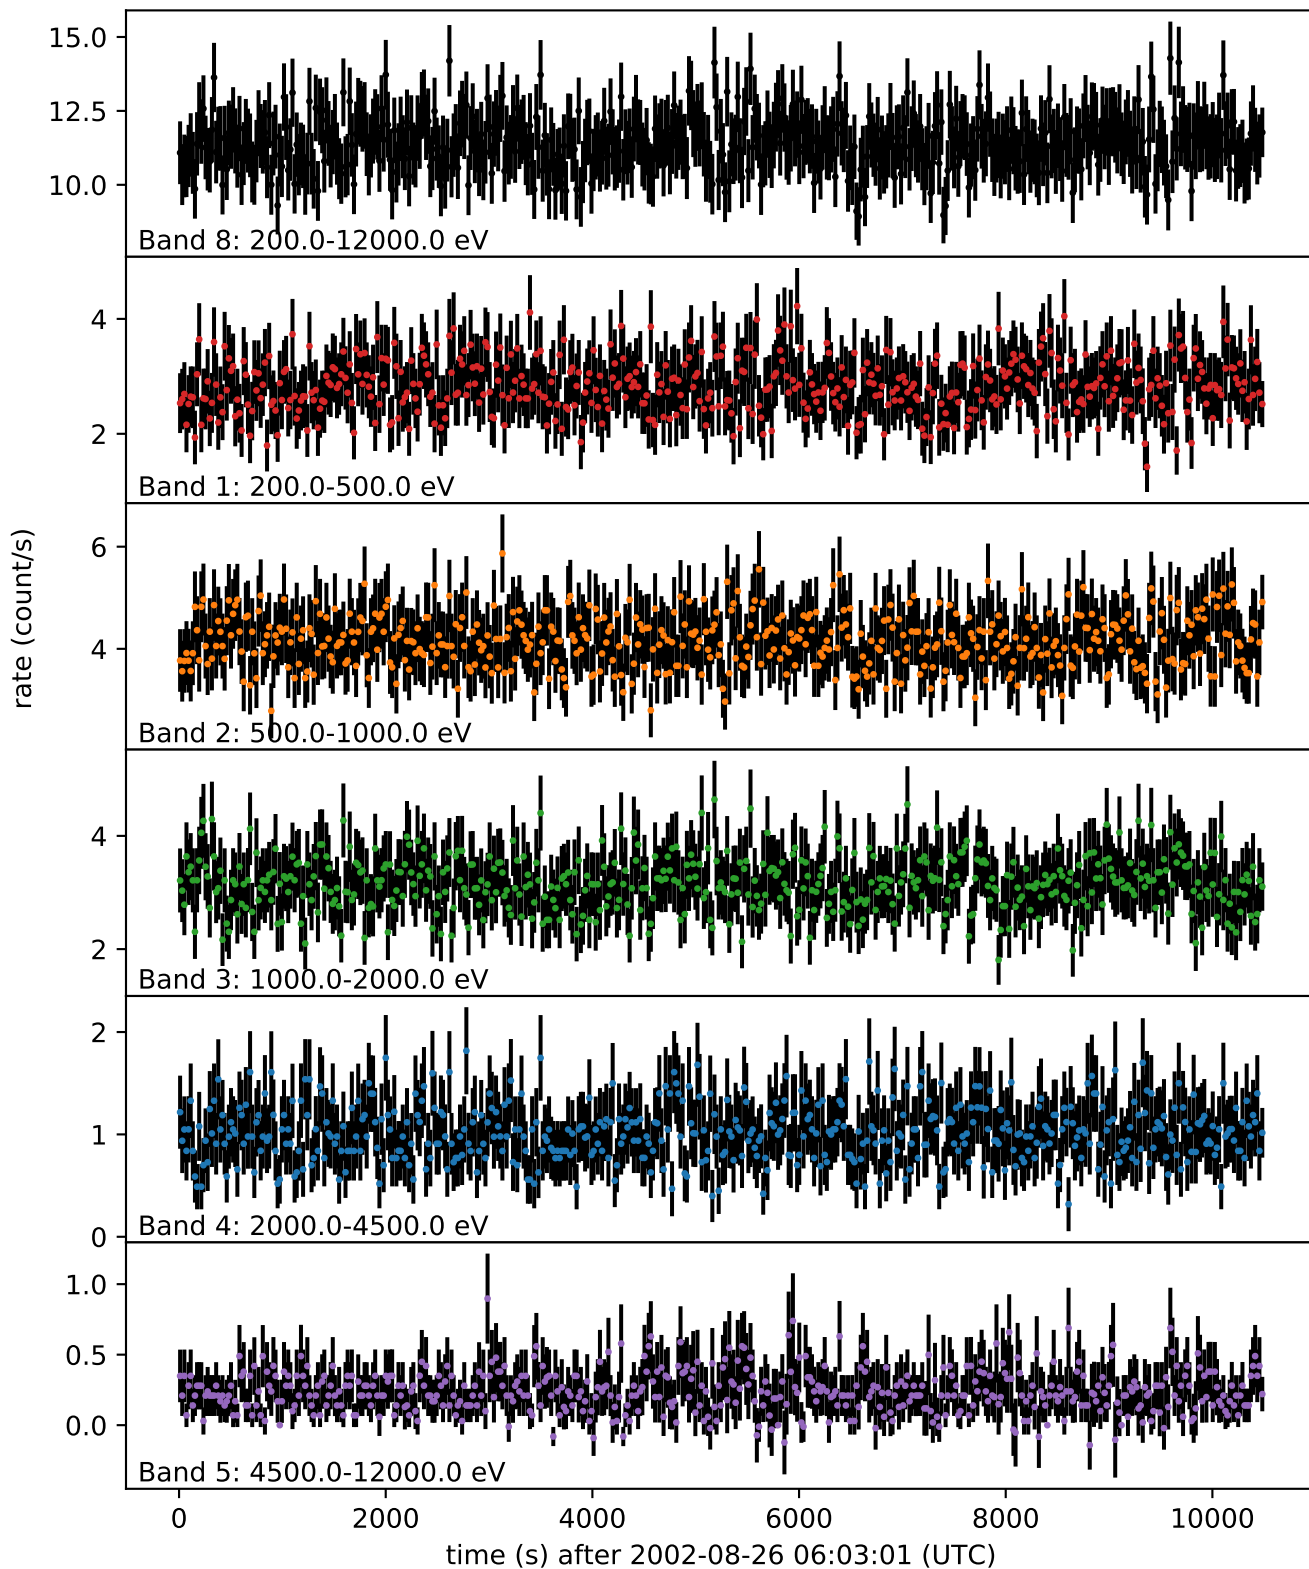 15.0
12.5
10.0
Band 8: 200.0-12000.0 eV
4
2
Band 1: 200.0-500.0 eV
6
4
Band 2: 500.0-1000.0 eV
rate (count/s)
4
2
Band 3: 1000.0-2000.0 eV
2
1
0
Band 4: 2000.0-4500.0 eV
1.0
0.5
0.0
Band 5: 4500.0-12000.0 eV
0 2000 4000 6000 8000 10000
time (s) after 2002-08-26 06:03:01 (UTC)